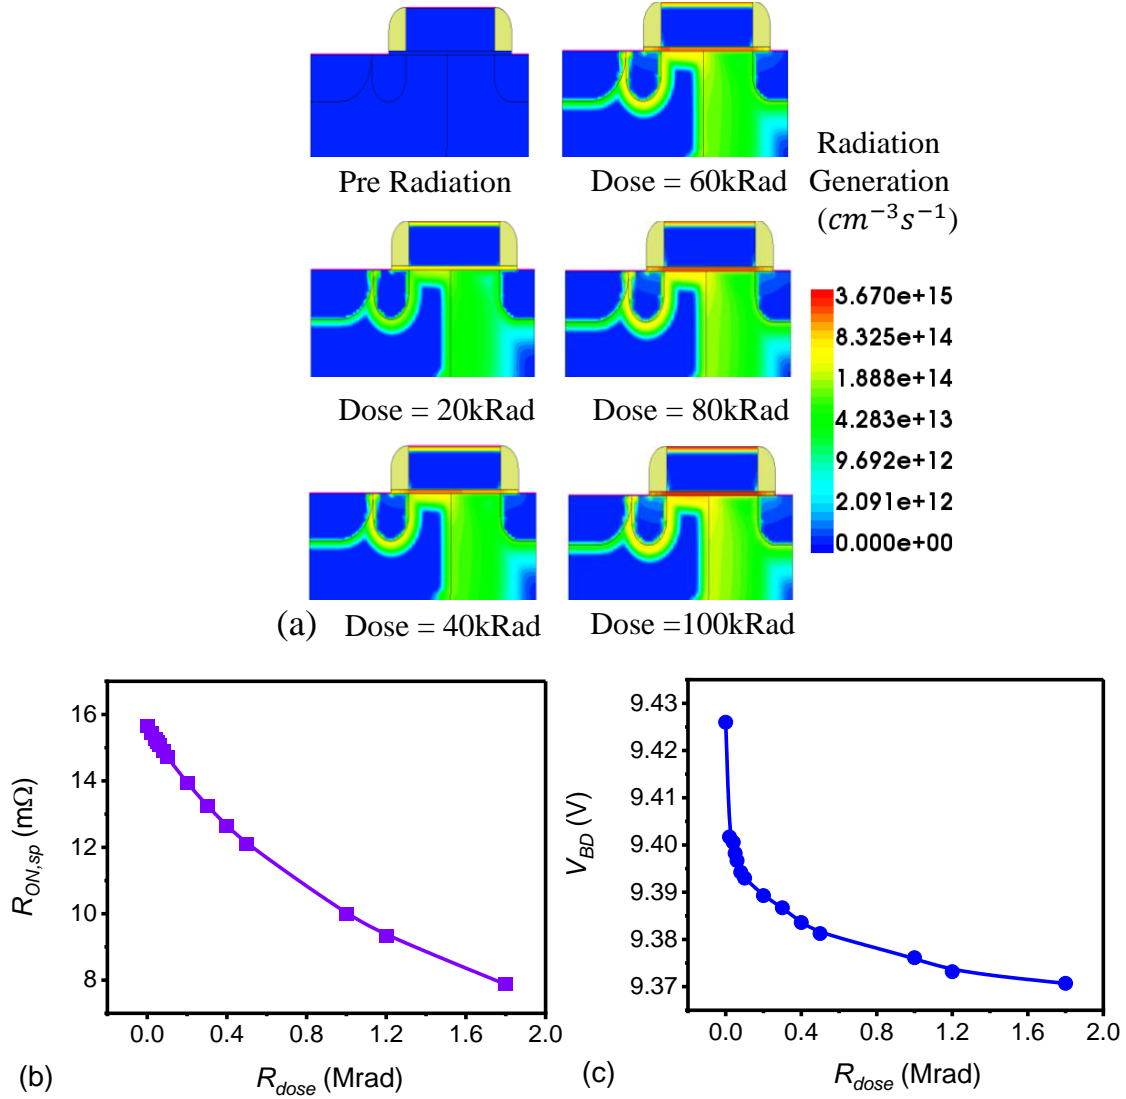 Pre Radiation
Dose = 60kRad
Radiation
Generation
(cm⁻³s⁻¹)
Dose = 20kRad
Dose = 80kRad
3.670e+15
8.325e+14
1.888e+14
4.283e+13
9.692e+12
2.091e+12
0.000e+00
(a)
Dose = 40kRad
Dose =100kRad
16
14
12
10
8
R_ON,sp (mΩ)
0.0 0.4 0.8 1.2 1.6 2.0
R_dose (Mrad)
(b)
9.43
9.42
9.41
9.40
9.39
9.38
9.37
V_BD (V)
0.0 0.4 0.8 1.2 1.6 2.0
R_dose (Mrad)
(c)